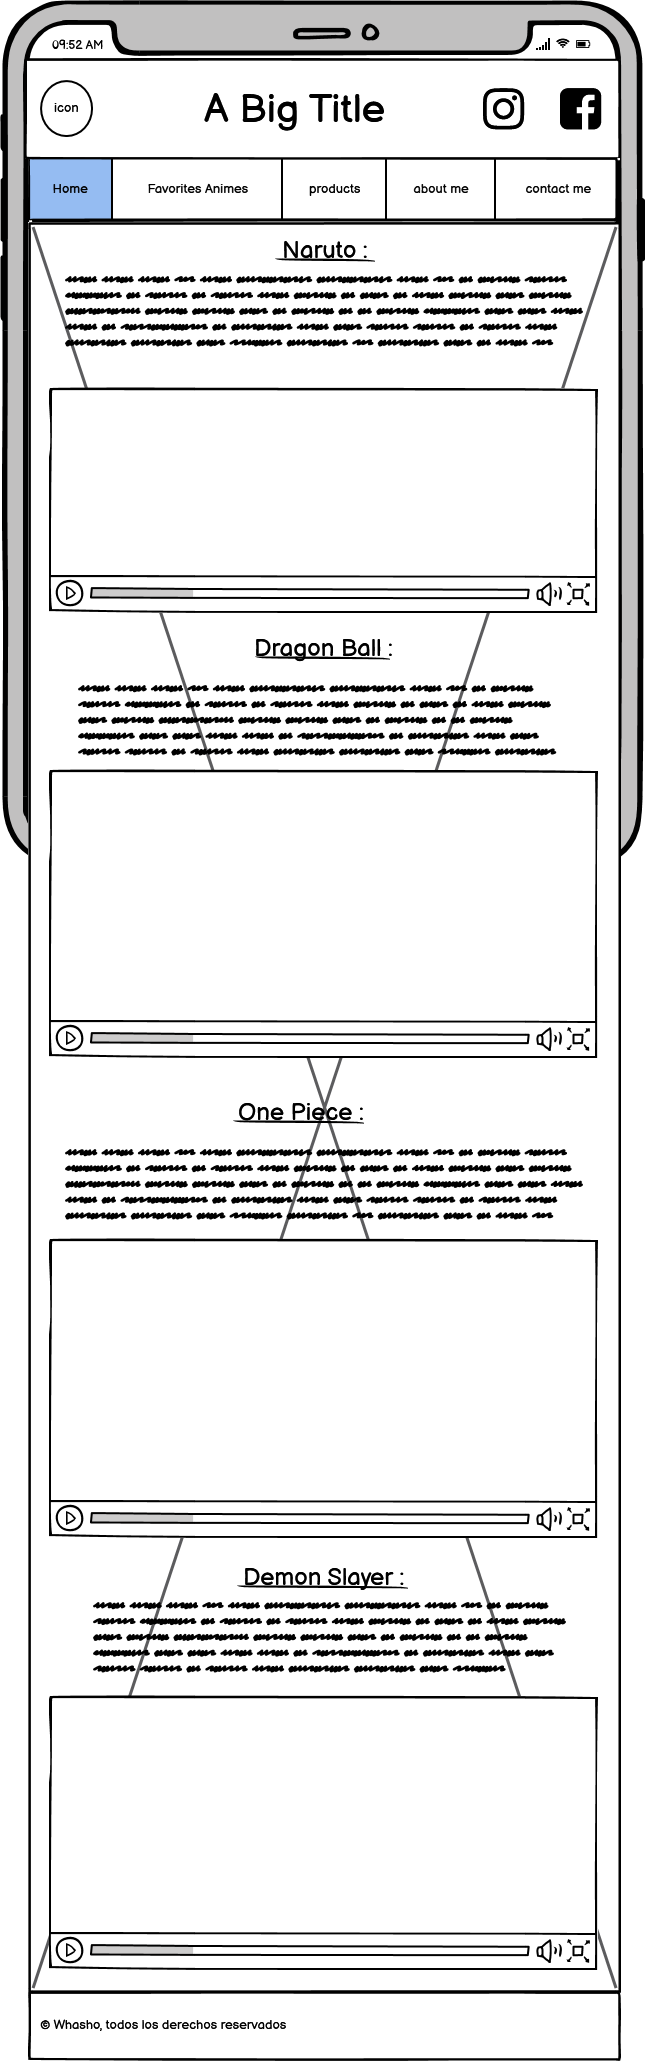 09:52 AM
icon
A Big Title
Home
Favorites Animes
products
about me
contact me
Naruto :
Dragon Ball :
One Piece :
Demon Slayer :
© Whasho, todos los derechos reservados